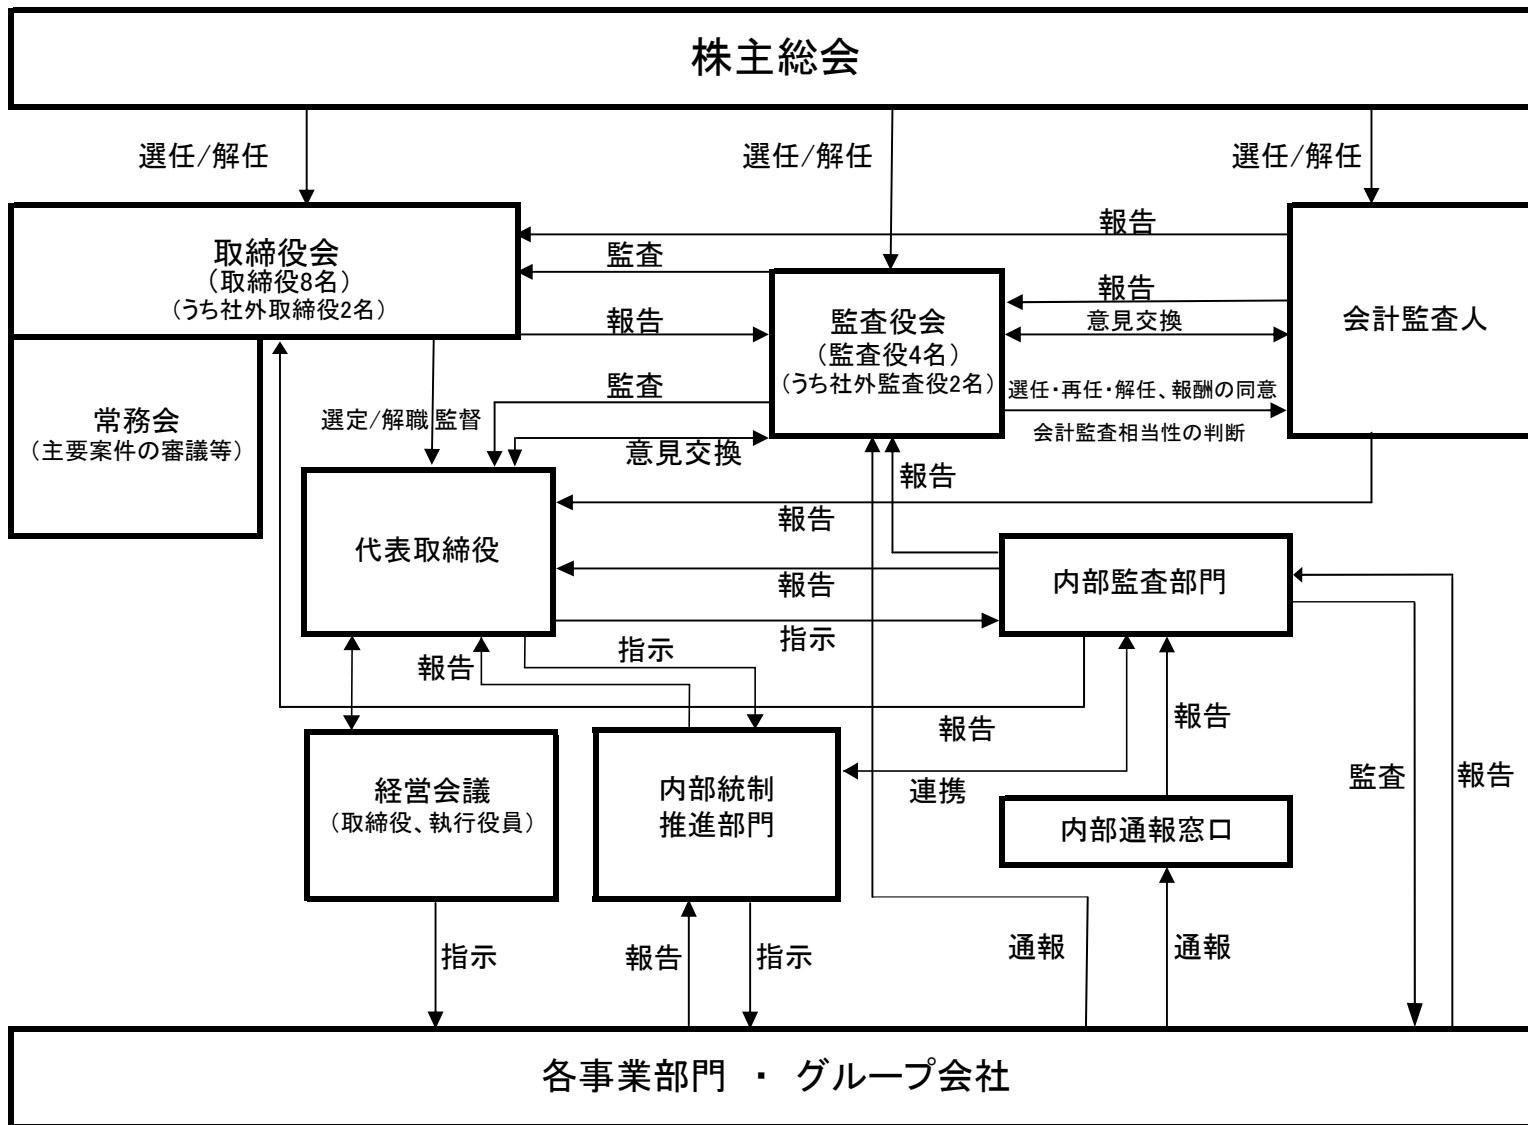 株主総会
選任/解任
選任/解任
選任/解任
取締役会
（取締役8名）
（うち社外取締役2名）
報告
監査
報告
監査役会
（監査役4名）
（うち社外監査役2名）
報告
意見交換
会計監査人
選任・再任・解任、報酬の同意
会計監査相当性の判断
常務会
（主要案件の審議等）
選定/解職 監督
監査
意見交換
報告
報告
代表取締役
報告
指示
内部監査部門
報告
指示
報告
連携
報告
監査
報告
経営会議
（取締役、執行役員）
内部統制
推進部門
内部通報窓口
指示
報告
指示
通報
通報
各事業部門 ・ グループ会社